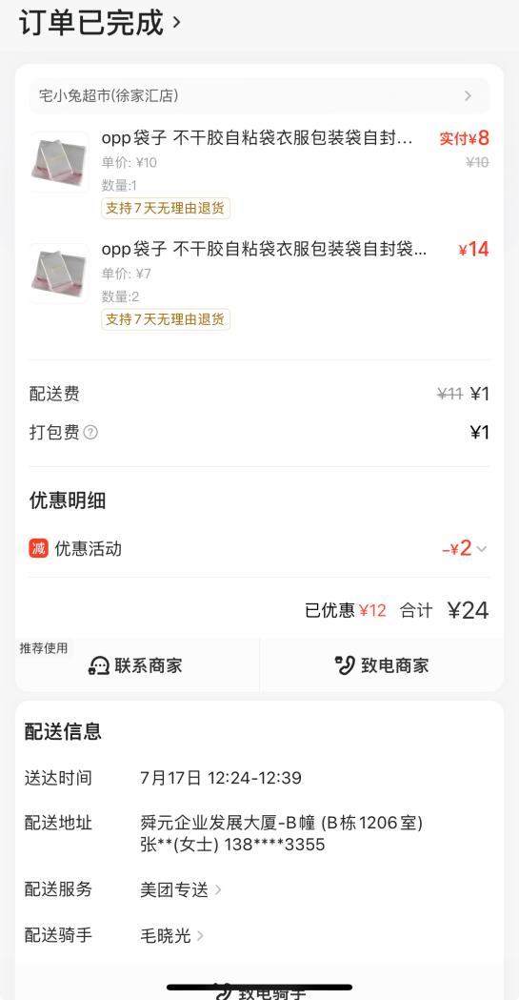 订单已完成 ›
宅小兔超市(徐家汇店)
opp袋子 不干胶自粘袋衣服包装袋自封... 实付¥8
单价: ¥10 ¥10
数量:1
支持7天无理由退货
opp袋子 不干胶自粘袋衣服包装袋自封袋... ¥14
单价: ¥7
数量:2
支持7天无理由退货
配送费 ¥11 ¥1
打包费 ? ¥1
优惠明细
减 优惠活动 -¥2
已优惠 ¥12 合计 ¥24
推荐使用
联系商家 致电商家
配送信息
送达时间 7月17日 12:24-12:39
配送地址 舜元企业发展大厦-B幢 (B栋1206室)
张**(女士) 138****3355
配送服务 美团专送
配送骑手 毛晓光
致电骑手